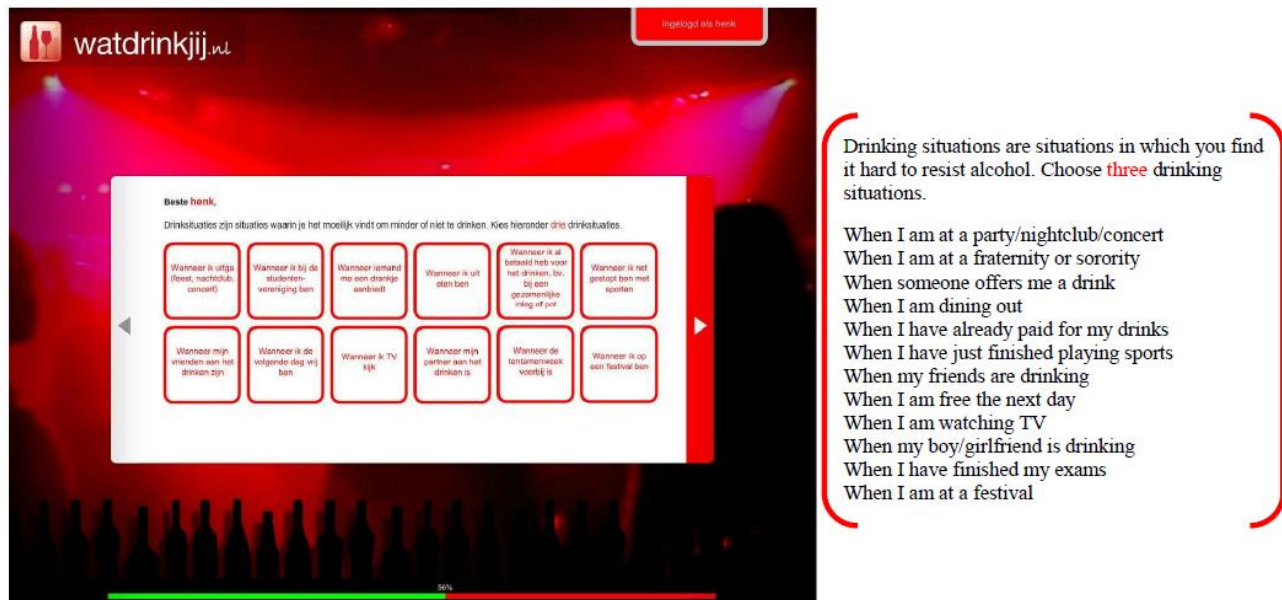 watdrinkjij.nl
Ingelogd als henk
Beste henk,
Drinksituaties zijn situaties waarin je het moeilijk vindt om minder of niet te drinken. Kies hieronder drie drinksituaties.
Wanneer ik uitga
(feest, nachtclub,
concert)
Wanneer ik bij de
studenten-
vereniging ben
Wanneer iemand
me een drankje
aanbiedt
Wanneer ik uit
eten ben
Wanneer ik al
betaald heb voor
het drinken, bv.
bij een
gezamenlijke
inleg of pot
Wanneer ik net
gestopt ben met
sporten
Wanneer mijn
vrienden aan het
drinken zijn
Wanneer ik de
volgende dag vrij
ben
Wanneer ik TV
kijk
Wanneer mijn
partner aan het
drinken is
Wanneer de
tentamenweek
voorbij is
Wanneer ik op
een festival ben
56%
Drinking situations are situations in which you find
it hard to resist alcohol. Choose three drinking
situations.
When I am at a party/nightclub/concert
When I am at a fraternity or sorority
When someone offers me a drink
When I am dining out
When I have already paid for my drinks
When I have just finished playing sports
When my friends are drinking
When I am free the next day
When I am watching TV
When my boy/girlfriend is drinking
When I have finished my exams
When I am at a festival